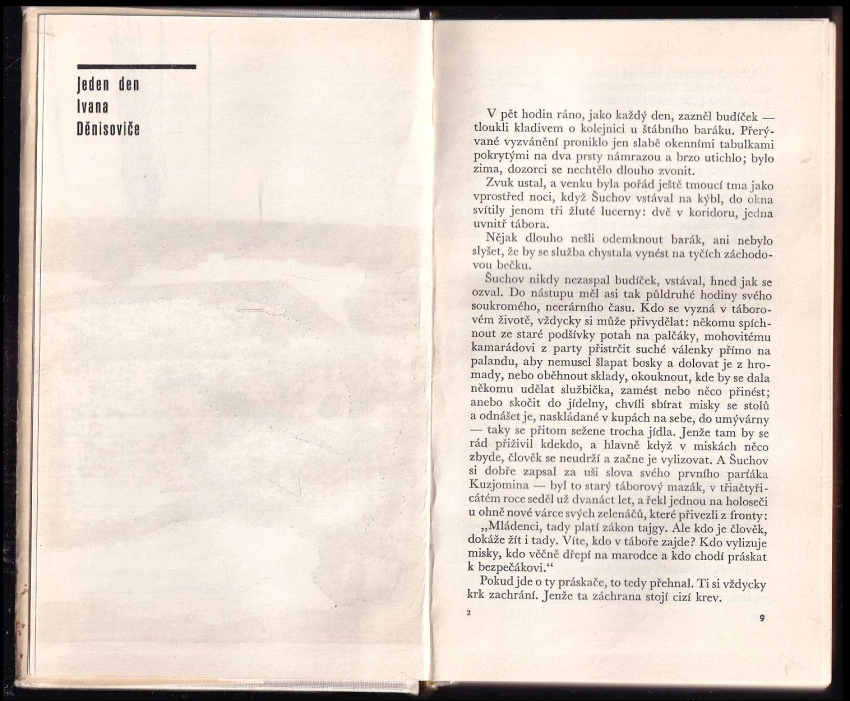 Jeden den
Ivana
Děnisoviče
V pět hodin ráno, jako každý den, zazněl budíček —
tloukli kladivem o kolejnici u štábního baráku. Přerý-
vané vyzvánění proniklo jen slabě okenními tabulkami
pokrytými na dva prsty námrazou a brzo utichlo; bylo
zima, dozorci se nechtělo dlouho zvonit.
Zvuk ustal, a venku byla pořád ještě tmoucí tma jako
vprostřed noci, když Šuchov vstával na kýbl, do okna
svítily jenom tři žluté lucerny: dvě v koridoru, jedna
uvnitř tábora.
Nějak dlouho nešli odemknout barák, ani nebylo
slyšet, že by se služba chystala vynést na tyčích záchodo-
vou bečku.
Šuchov nikdy nezaspal budíček, vstával, hned jak se
ozval. Do nástupu měl asi tak půldruhé hodiny svého
soukromého, neerárního času. Kdo se vyzná v táboro-
vém životě, vždycky si může přivydělat: někomu spích-
nout ze staré podšívky potah na palčáky, mohovitému
kamarádovi z party přistrčit suché válenky přímo na
palandu, aby nemusel šlapat bosky a dolovat je z hro-
mady, nebo oběhnout sklady, okouknout, kde by se dala
někomu udělat službička, zamést nebo něco přinést;
anebo skočit do jídelny, chvíli sbírat misky se stolů
a odnášet je, naskládané v kupách na sebe, do umývárny
— taky se přitom sežene trocha jídla. Jenže tam by se
rád přiživil kdekdo, a hlavně když v miskách něco
zbyde, člověk se neudrží a začne je vylizovat. A Šuchov
si dobře zapsal za uši slova svého prvního parťáka
Kuzjomina — byl to starý táborový mazák, v třiačtyři-
cátém roce seděl už dvanáct let, a řekl jednou na holoseči
u ohně nové várce svých zelenáčů, které přivezli z fronty:
„Mládenci, tady platí zákon tajgy. Ale kdo je člověk,
dokáže žít i tady. Víte, kdo v táboře zajde? Kdo vylizuje
misky, kdo věčně dřepí na marodce a kdo chodí práskat
k bezpečákovi.“
Pokud jde o ty práskače, to tedy přehnal. Ti si vždycky
krk zachrání. Jenže ta záchrana stojí cizí krev.
2
9